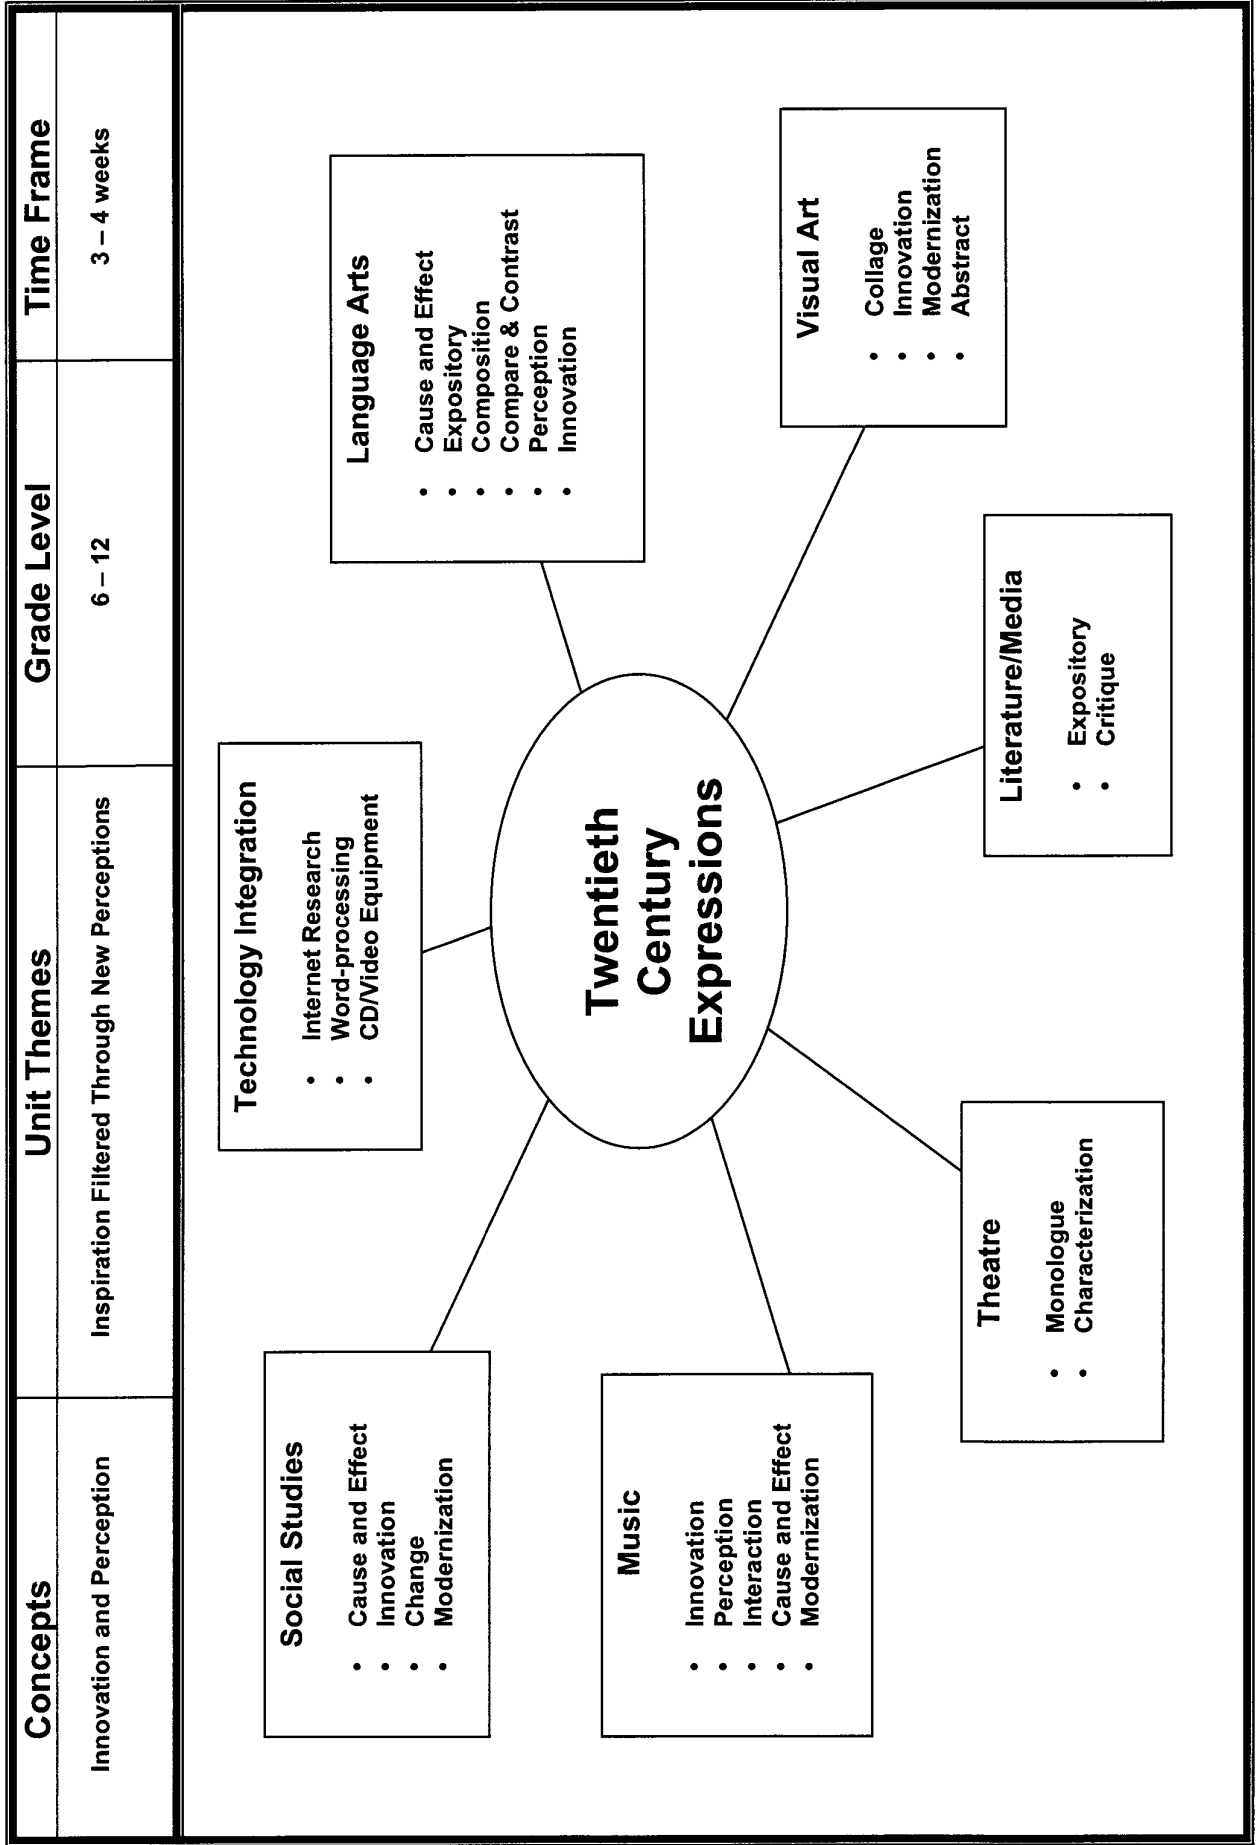 Concepts
Unit Themes
Grade Level
Time Frame
Innovation and Perception
Inspiration Filtered Through New Perceptions
6 – 12
3 – 4 weeks
Technology Integration
• Internet Research
• Word-processing
• CD/Video Equipment
Social Studies
• Cause and Effect
• Innovation
• Change
• Modernization
Language Arts
• Cause and Effect
• Expository
• Composition
• Compare & Contrast
• Perception
• Innovation
Twentieth
Century
Expressions
Music
• Innovation
• Perception
• Interaction
• Cause and Effect
• Modernization
Visual Art
• Collage
• Innovation
• Modernization
• Abstract
Theatre
• Monologue
• Characterization
Literature/Media
• Expository
• Critique